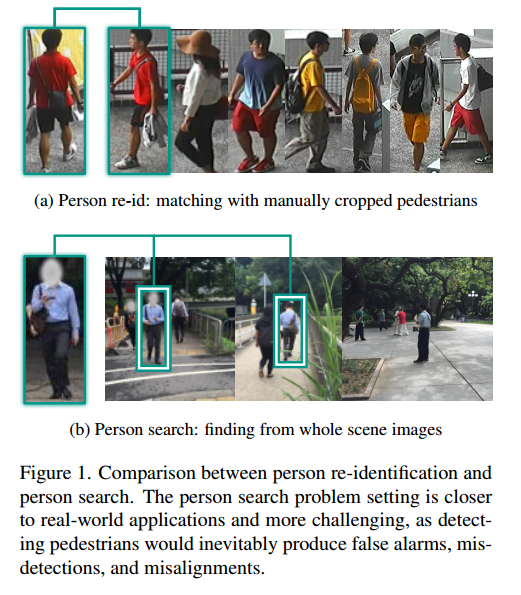 (a) Person re-id: matching with manually cropped pedestrians
(b) Person search: finding from whole scene images
Figure 1. Comparison between person re-identification and
person search. The person search problem setting is closer
to real-world applications and more challenging, as detect-
ing pedestrians would inevitably produce false alarms, mis-
detections, and misalignments.